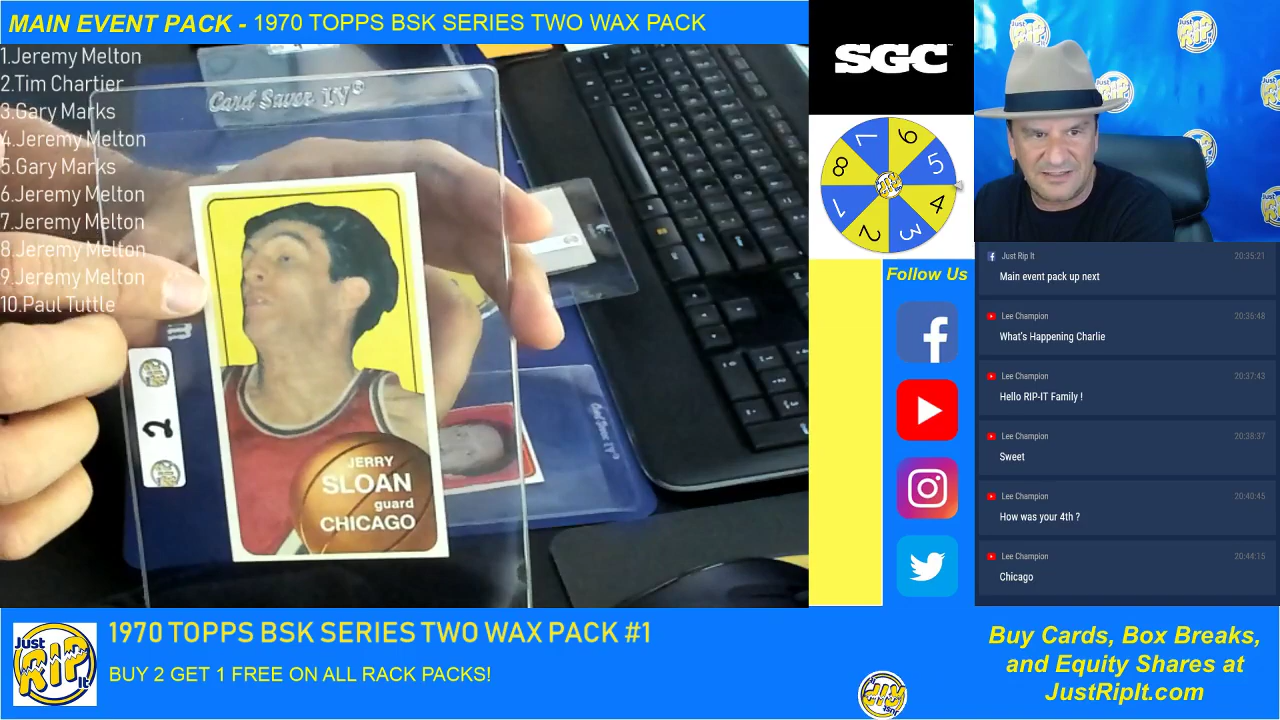 MAIN EVENT PACK - 1970 TOPPS BSK SERIES TWO WAX PACK
1.Jeremy Melton
2.Tim Chartier
3.Gary Marks
4.Jeremy Melton
5.Gary Marks
6.Jeremy Melton
7.Jeremy Melton
8.Jeremy Melton
9.Jeremy Melton
10.Paul Tuttle
Card Saver IV®
2
JERRY
SLOAN
guard
CHICAGO
SGC
7
6
8
5
7
4
2
3
Follow Us
Just Rip It 20:35:21
Main event pack up next
Lee Champion 20:36:48
What's Happening Charlie
Lee Champion 20:37:43
Hello RIP-IT Family !
Lee Champion 20:38:37
Sweet
Lee Champion 20:40:45
How was your 4th ?
Lee Champion 20:44:15
Chicago
Just
RIP
It
1970 TOPPS BSK SERIES TWO WAX PACK #1
BUY 2 GET 1 FREE ON ALL RACK PACKS!
Buy Cards, Box Breaks,
and Equity Shares at
JustRipIt.com